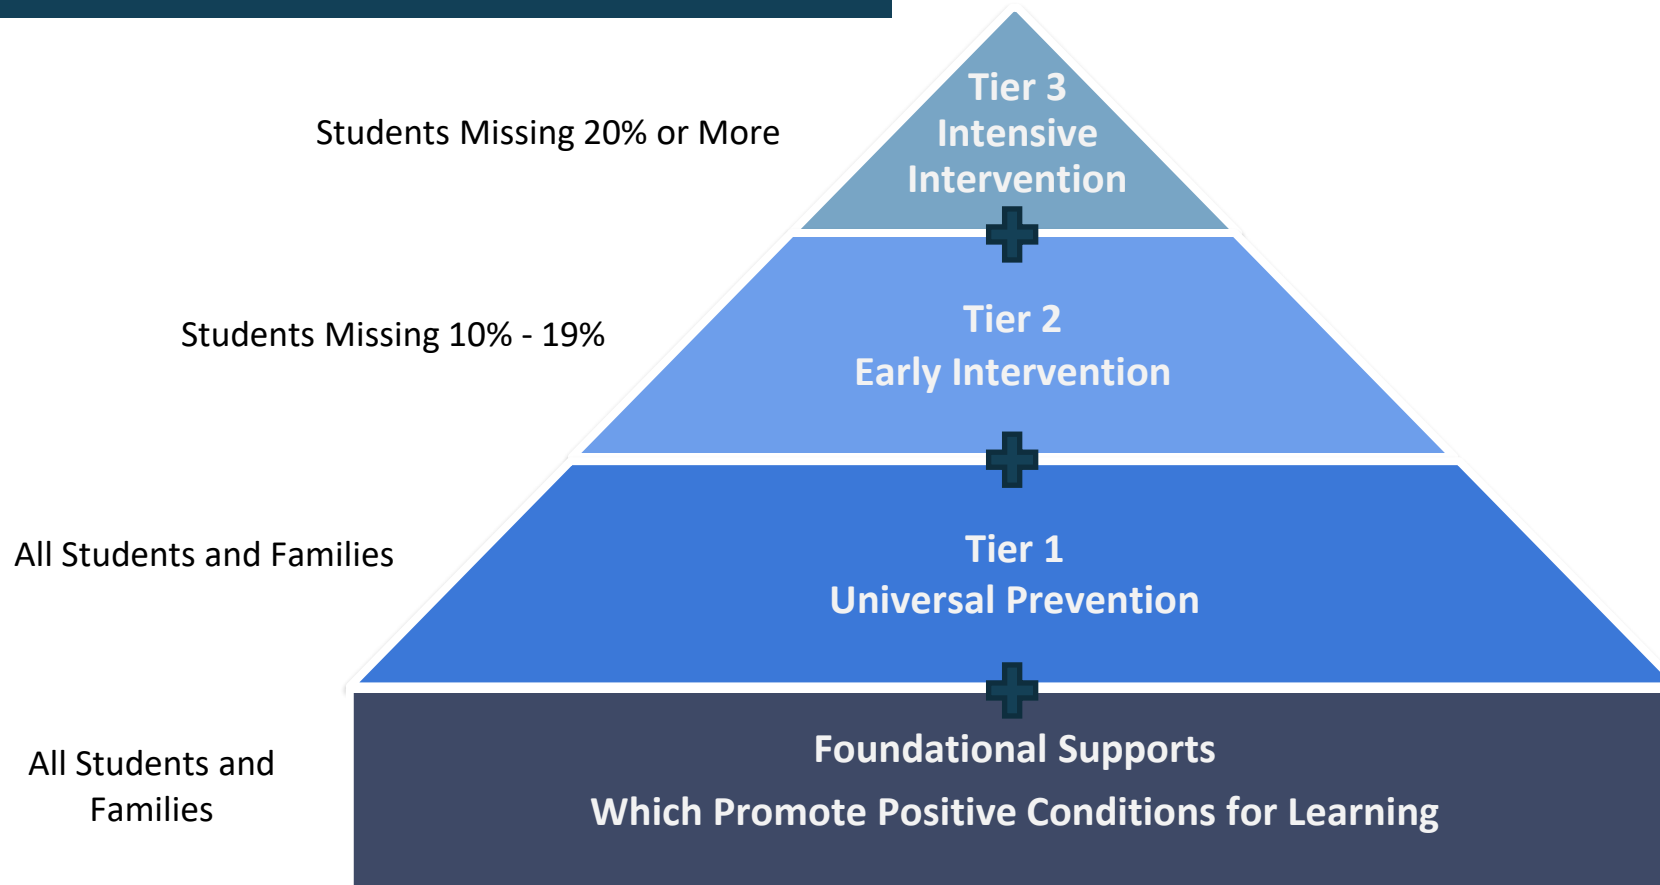 Tier 3
Intensive
Intervention
Students Missing 20% or More
Tier 2
Early Intervention
Students Missing 10% - 19%
Tier 1
Universal Prevention
All Students and Families
Foundational Supports
Which Promote Positive Conditions for Learning
All Students and
Families